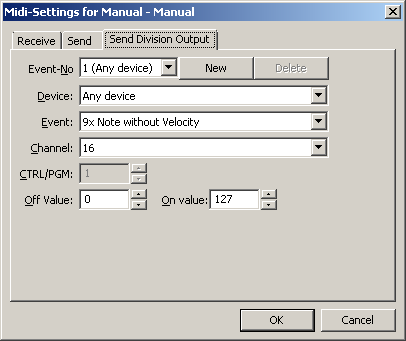 Midi-Settings for Manual - Manual
Receive Send Send Division Output
Event-No 1 (Any device) New Delete
Device: Any device
Event: 9x Note without Velocity
Channel: 16
CTRL/PGM: 1
Off Value: 0 On value: 127
OK Cancel